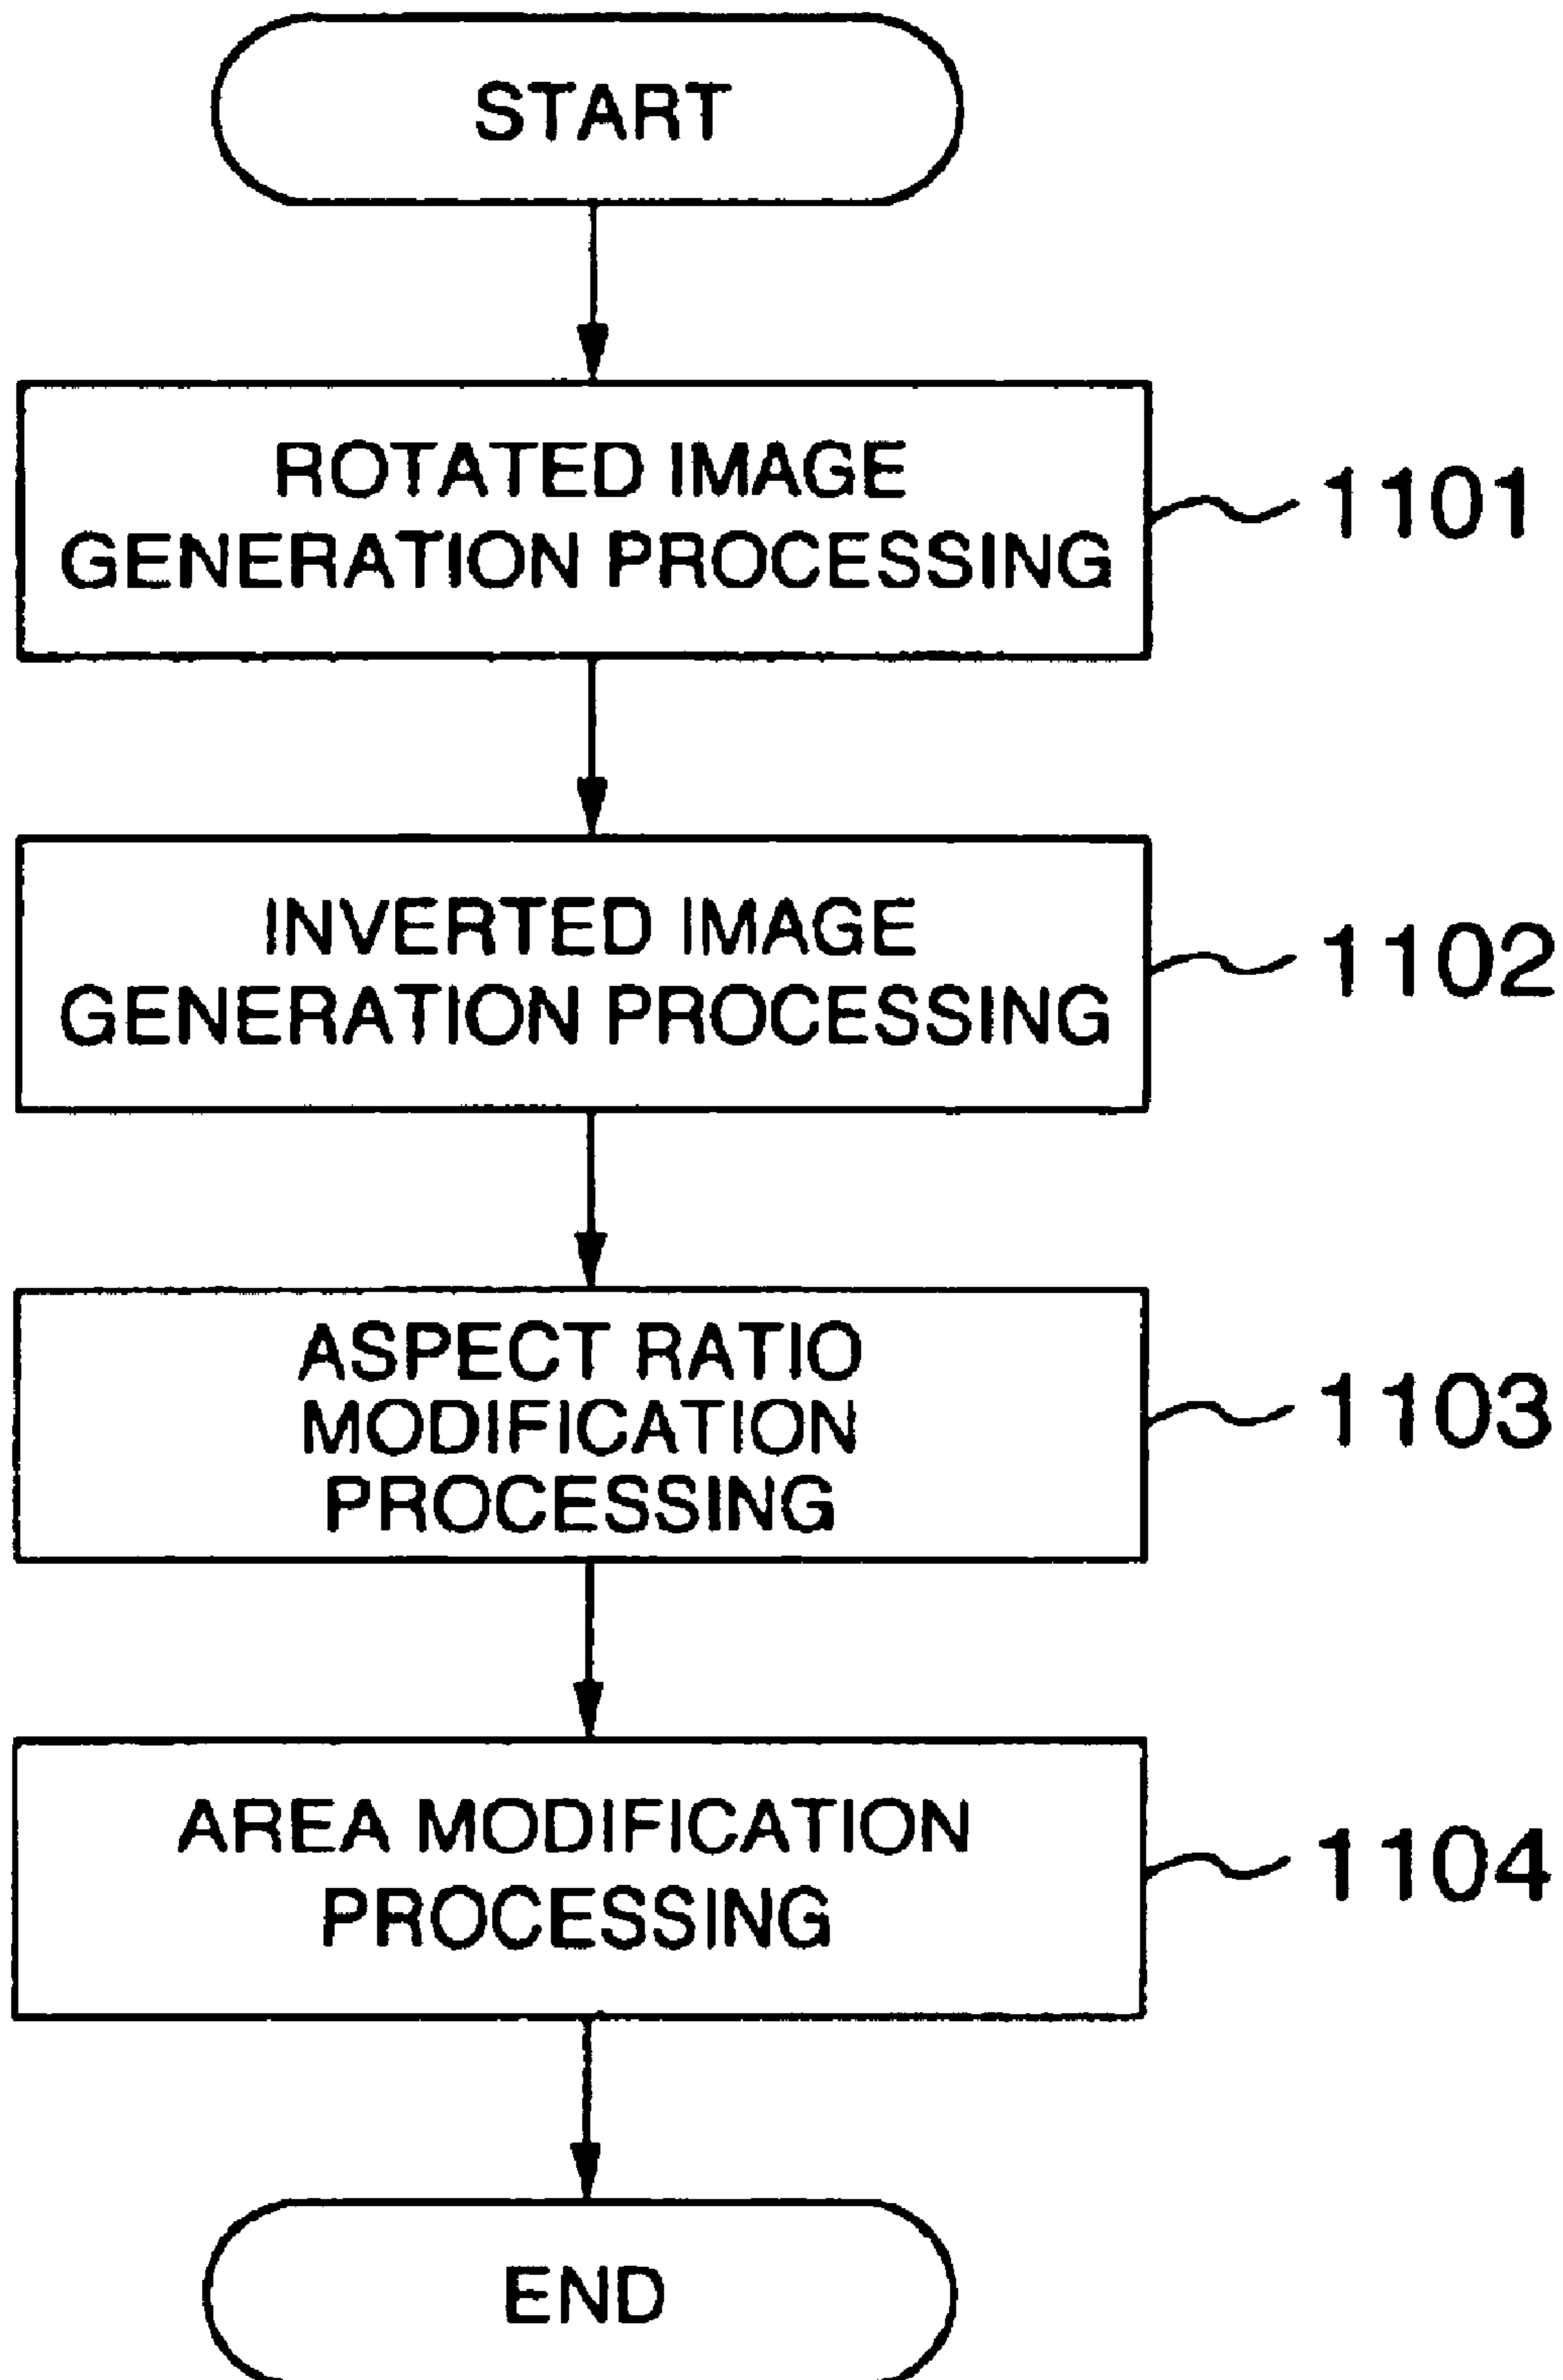 START
ROTATED IMAGE
GENERATION PROCESSING
1101
INVERTED IMAGE
GENERATION PROCESSING
1102
ASPECT RATIO
MODIFICATION
PROCESSING
1103
AREA MODIFICATION
PROCESSING
1104
END